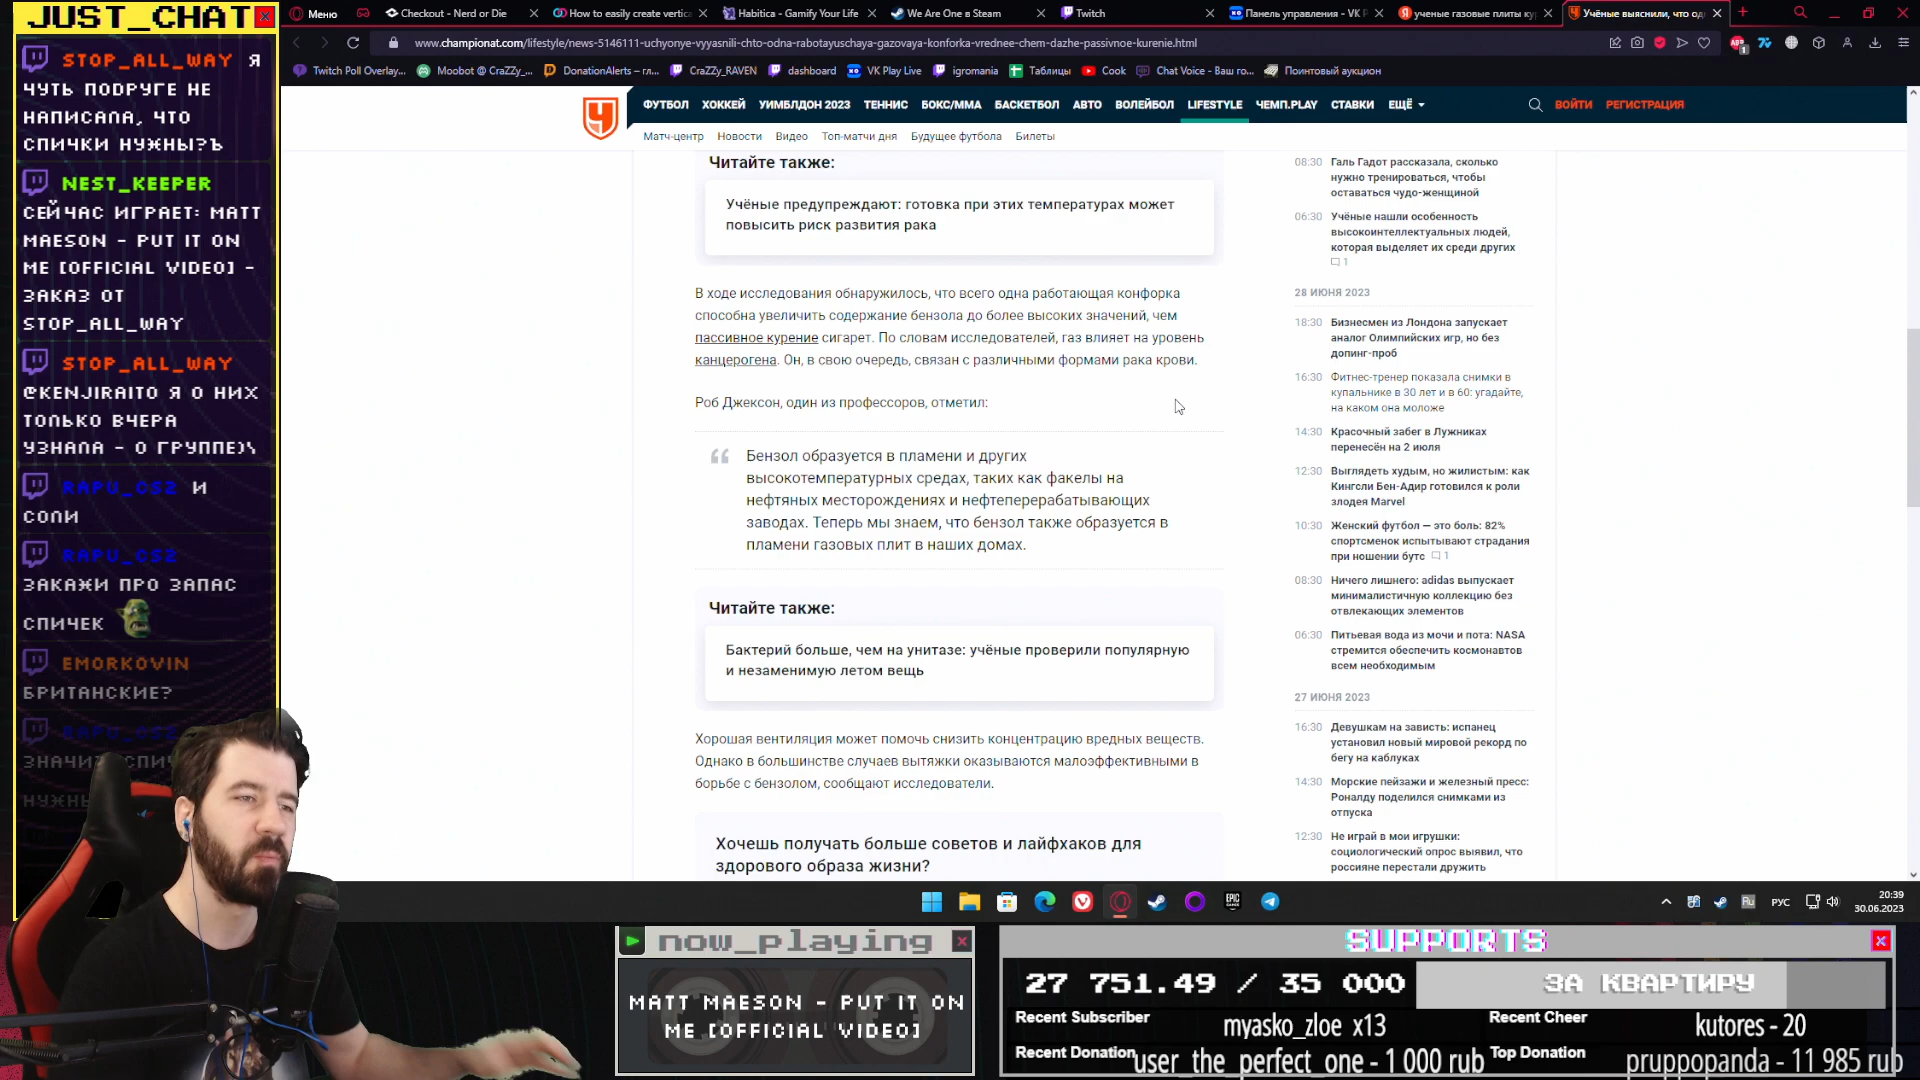 JUST_CHAT
STOP_ALL_WAY Я
ЧУТЬ ПОДРУГЕ НЕ
НАПИСАЛА, ЧТО
СПИЧКИ НУЖНЫ?Ъ
NEST_KEEPER
СЕЙЧАС ИГРАЕТ: MATT
MAESON - PUT IT ON
ME [OFFICIAL VIDEO] -
ЗАКАЗ ОТ
STOP_ALL_WAY
STOP_ALL_WAY
@KENJIRAITO Я О НИХ
ТОЛЬКО ВЧЕРА
УЗНАЛА - О ГРУППЕ)\
RAPU_CS2 И
СОЛИ
RAPU_CS2
ЗАКАЖИ ПРО ЗАПАС
СПИЧЕК
EMORKOVIN
БРИТАНСКИЕ?
RAPU_CS2
Меню
Checkout - Nerd or Die
How to easily create vertic
Habitica - Gamify Your Life
We Are One в Steam
Twitch
Панель управления - VK P
ученые газовые плиты ку
Учёные выяснили, что од
www.championat.com/lifestyle/news-5146111-uchyonye-vyyasnili-chto-odna-rabotayuschaya-gazovaya-konforka-vrednee-chem-dazhe-passivnoe-kurenie.html
Twitch Poll Overlay...
Moobot @ CraZZy_...
DonationAlerts – гл...
CraZZy_RAVEN
dashboard
VK Play Live
igromania
Таблицы
Cook
Chat Voice - Ваш го...
Поинтовый аукцион
ФУТБОЛ ХОККЕЙ УИМБЛДОН 2023 ТЕННИС БОКС/ММА БАСКЕТБОЛ АВТО ВОЛЕЙБОЛ LIFESTYLE ЧЕМП.PLAY СТАВКИ ЕЩЁ
ВОЙТИ РЕГИСТРАЦИЯ
Матч-центр Новости Видео Топ-матчи дня Будущее футбола Билеты
Читайте также:
Учёные предупреждают: готовка при этих температурах может
повысить риск развития рака
В ходе исследования обнаружилось, что всего одна работающая конфорка
способна увеличить содержание бензола до более высоких значений, чем
пассивное курение сигарет. По словам исследователей, газ влияет на уровень
канцерогена. Он, в свою очередь, связан с различными формами рака крови.
Роб Джексон, один из профессоров, отметил:
Бензол образуется в пламени и других
высокотемпературных средах, таких как факелы на
нефтяных месторождениях и нефтеперерабатывающих
заводах. Теперь мы знаем, что бензол также образуется в
пламени газовых плит в наших домах.
Читайте также:
Бактерий больше, чем на унитазе: учёные проверили популярную
и незаменимую летом вещь
Хорошая вентиляция может помочь снизить концентрацию вредных веществ.
Однако в большинстве случаев вытяжки оказываются малоэффективными в
борьбе с бензолом, сообщают исследователи.
Хочешь получать больше советов и лайфхаков для
здорового образа жизни?
08:30 Галь Гадот рассказала, сколько
нужно тренироваться, чтобы
оставаться чудо-женщиной
06:30 Учёные нашли особенность
высокоинтеллектуальных людей,
которая выделяет их среди других
1
28 ИЮНЯ 2023
18:30 Бизнесмен из Лондона запускает
аналог Олимпийских игр, но без
допинг-проб
16:30 Фитнес-тренер показала снимки в
купальнике в 30 лет и в 60: угадайте,
на каком она моложе
14:30 Красочный забег в Лужниках
перенесён на 2 июля
12:30 Выглядеть худым, но жилистым: как
Кингсли Бен-Адир готовился к роли
злодея Marvel
10:30 Женский футбол — это боль: 82%
спортсменок испытывают страдания
при ношении бутс 1
08:30 Ничего лишнего: adidas выпускает
минималистичную коллекцию без
отвлекающих элементов
06:30 Питьевая вода из мочи и пота: NASA
стремится обеспечить космонавтов
всем необходимым
27 ИЮНЯ 2023
16:30 Девушкам на зависть: испанец
установил новый мировой рекорд по
бегу на каблуках
14:30 Морские пейзажи и железный пресс:
Роналду поделился снимками из
отпуска
12:30 Не играй в мои игрушки:
социологический опрос выявил, что
россияне перестали дружить
РУС
20:39
30.06.2023
now_playing
MATT MAESON - PUT IT ON
ME [OFFICIAL VIDEO]
SUPPORTS
27 751.49 / 35 000
ЗА КВАРТИРУ
Recent Subscriber myasko_zloe x13
Recent Cheer kutores - 20
Recent Donation user_the_perfect_one - 1 000 rub
Top Donation pruppopanda - 11 985 rub